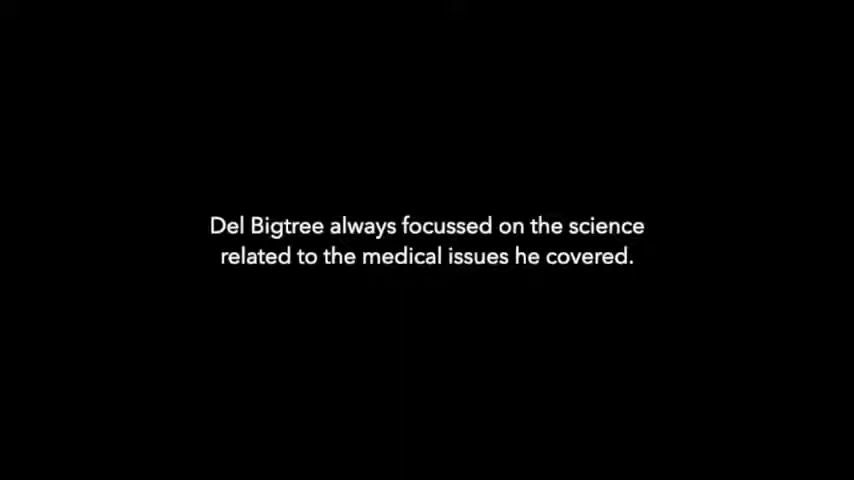 Del Bigtree always focussed on the science
related to the medical issues he covered.